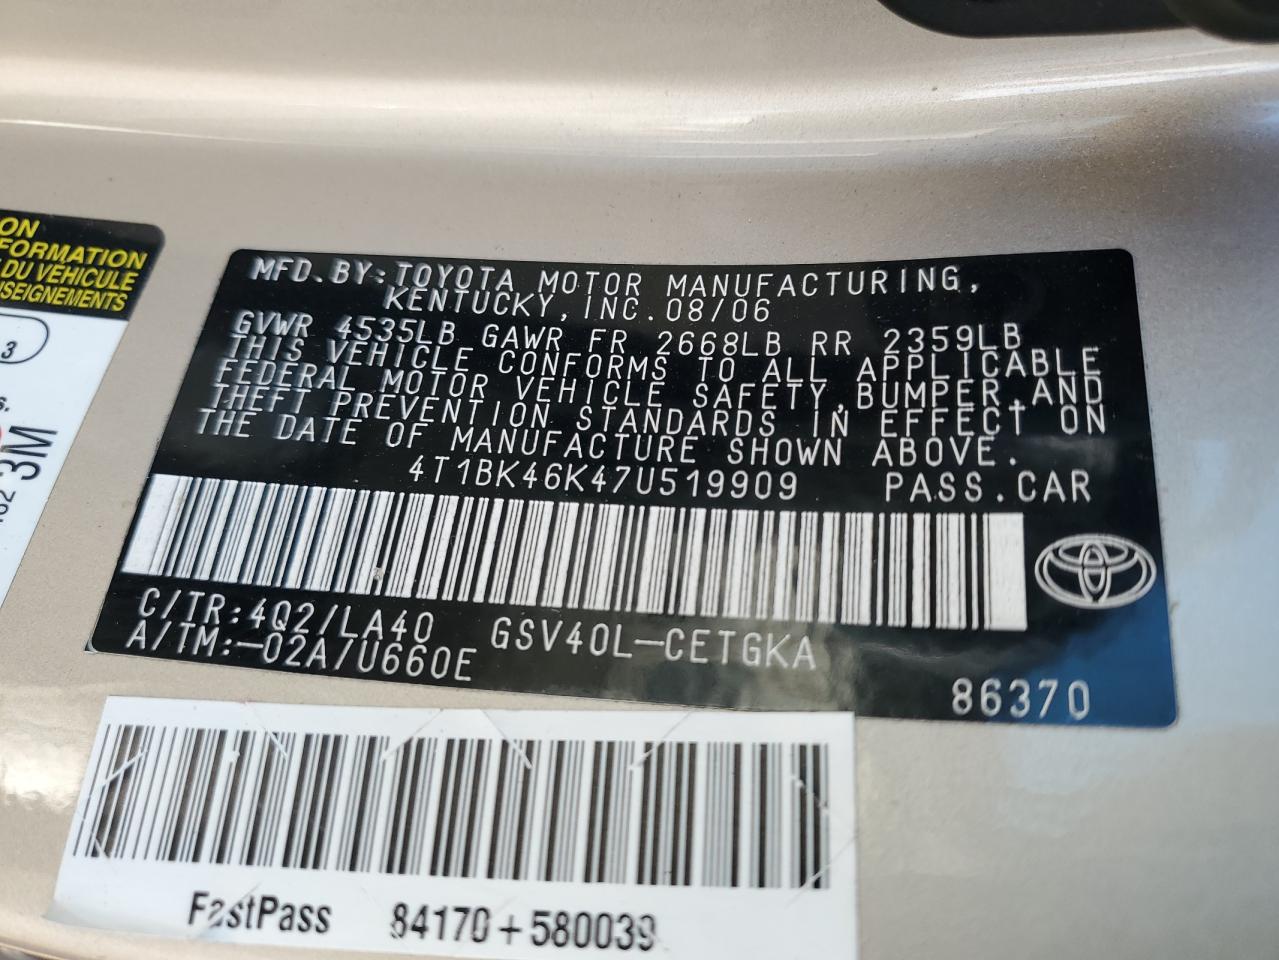 ON
FORMATION
DU VEHICULE
NSEIGNEMENTS
3
s.
3M
MFD.BY:TOYOTA MOTOR MANUFACTURING,
KENTUCKY,INC.08/06
GVWR 4535LB GAWR FR 2668LB RR 2359LB
THIS VEHICLE CONFORMS TO ALL APPLICABLE
FEDERAL MOTOR VEHICLE SAFETY,BUMPER,AND
THEFT PREVENTION STANDARDS IN EFFECT ON
THE DATE OF MANUFACTURE SHOWN ABOVE.
4T1BK46K47U519909 PASS.CAR
C/TR:4Q2/LA40 GSV40L-CETGKA
A/TM:-02A/U660E
86370
FastPass 84170+580039